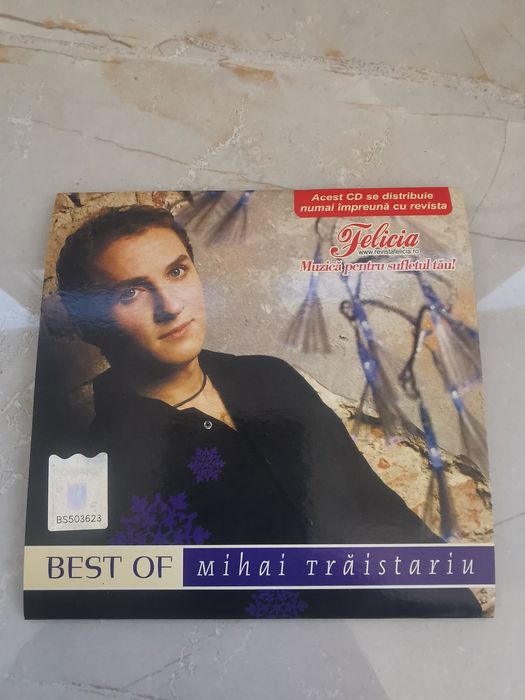 Acest CD se distribuie
numai împreună cu revista
Felicia
www.revistafelicia.ro
Muzică pentru sufletul tău!
BS503623
BEST OF
Mihai Trăistariu